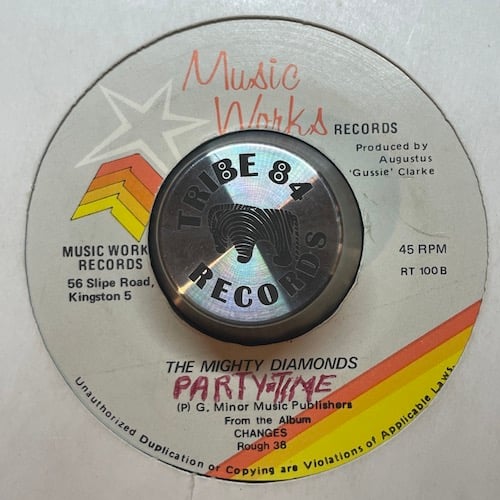 Music
Works RECORDS
Produced by
Augustus
'Gussie' Clarke
TRIBE 84
RECORDS
MUSIC WORK
RECORDS
56 Slipe Road,
Kingston 5
45 RPM
RT 100B
THE MIGHTY DIAMONDS
PARTY-TIME
(P) G. Minor Music Publishers
From the Album
CHANGES
Rough 38
Unauthorized Duplication or Copying are Violations of Applicable Laws.